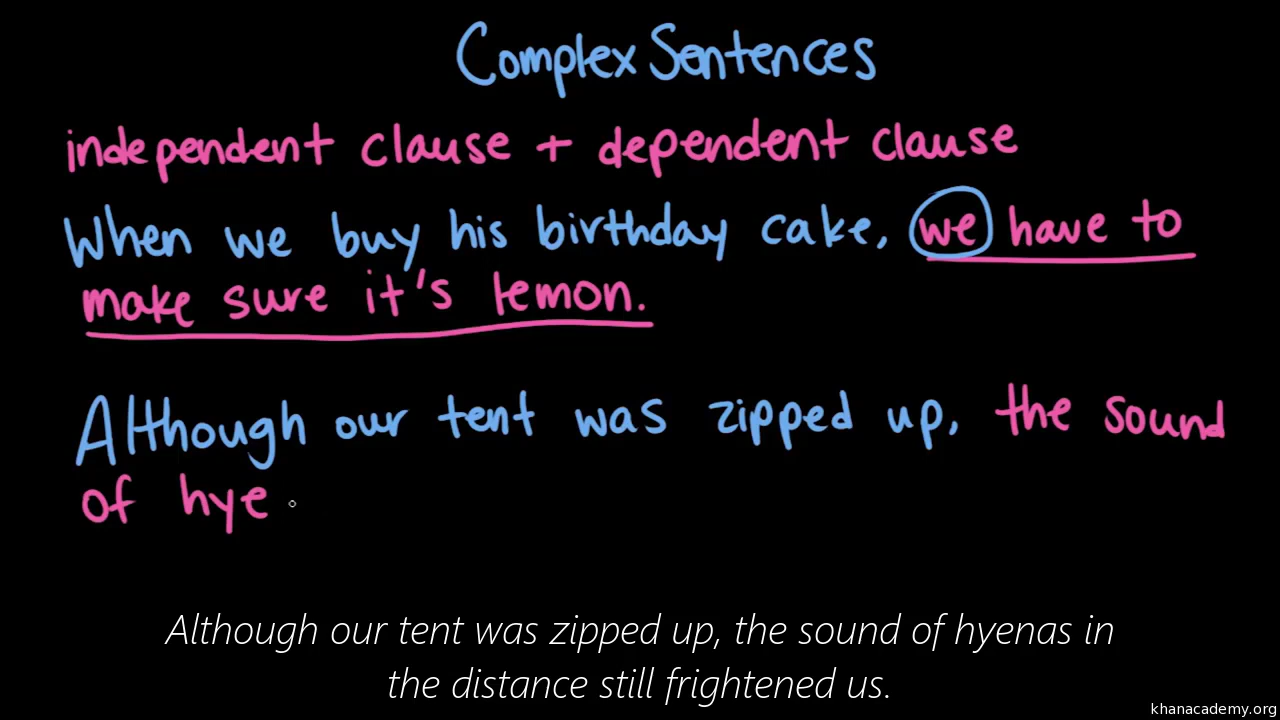 Complex Sentences
independent clause + dependent clause
When we buy his birthday cake, we have to
make sure it's lemon.
Although our tent was zipped up, the sound
of hye
Although our tent was zipped up, the sound of hyenas in
the distance still frightened us.
khanacademy.org